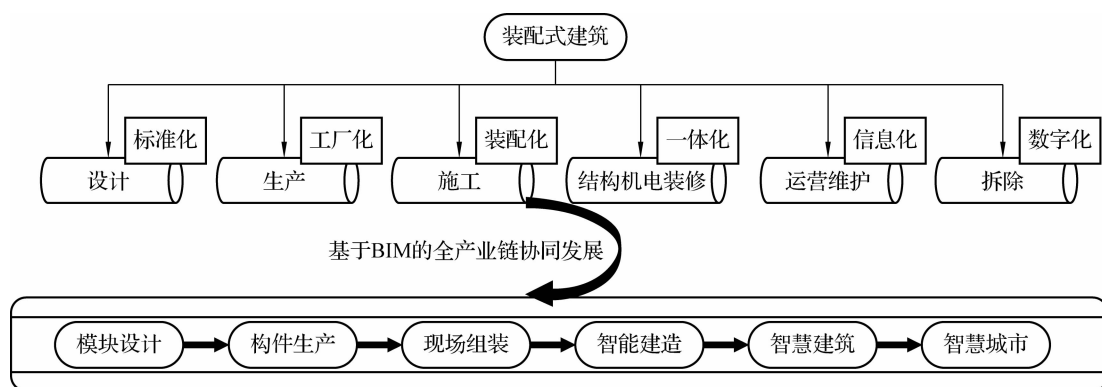 装配式建筑
标准化
工厂化
装配化
一体化
信息化
数字化
设计
生产
施工
结构机电装修
运营维护
拆除
基于BIM的全产业链协同发展
模块设计
构件生产
现场组装
智能建造
智慧建筑
智慧城市